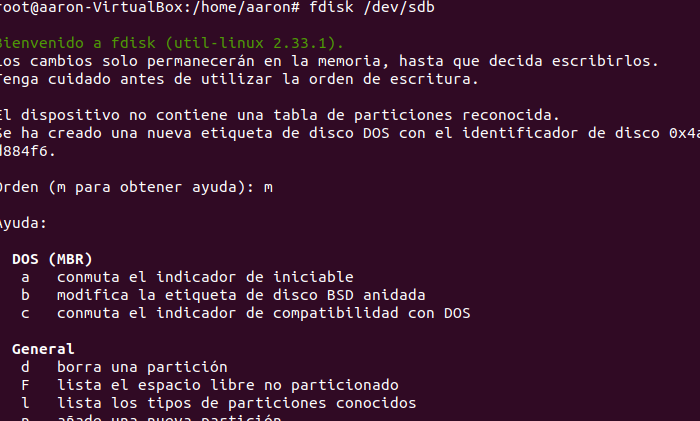 root@aaron-VirtualBox:/home/aaron# fdisk /dev/sdb
Bienvenido a fdisk (util-linux 2.33.1).
Los cambios solo permanecerán en la memoria, hasta que decida escribirlos.
Tenga cuidado antes de utilizar la orden de escritura.
El dispositivo no contiene una tabla de particiones reconocida.
Se ha creado una nueva etiqueta de disco DOS con el identificador de disco 0x4a
d884f6.
Orden (m para obtener ayuda): m
Ayuda:
DOS (MBR)
a   conmuta el indicador de iniciable
b   modifica la etiqueta de disco BSD anidada
c   conmuta el indicador de compatibilidad con DOS
General
d   borra una partición
F   lista el espacio libre no particionado
l   lista los tipos de particiones conocidos
n   añade una nueva partición